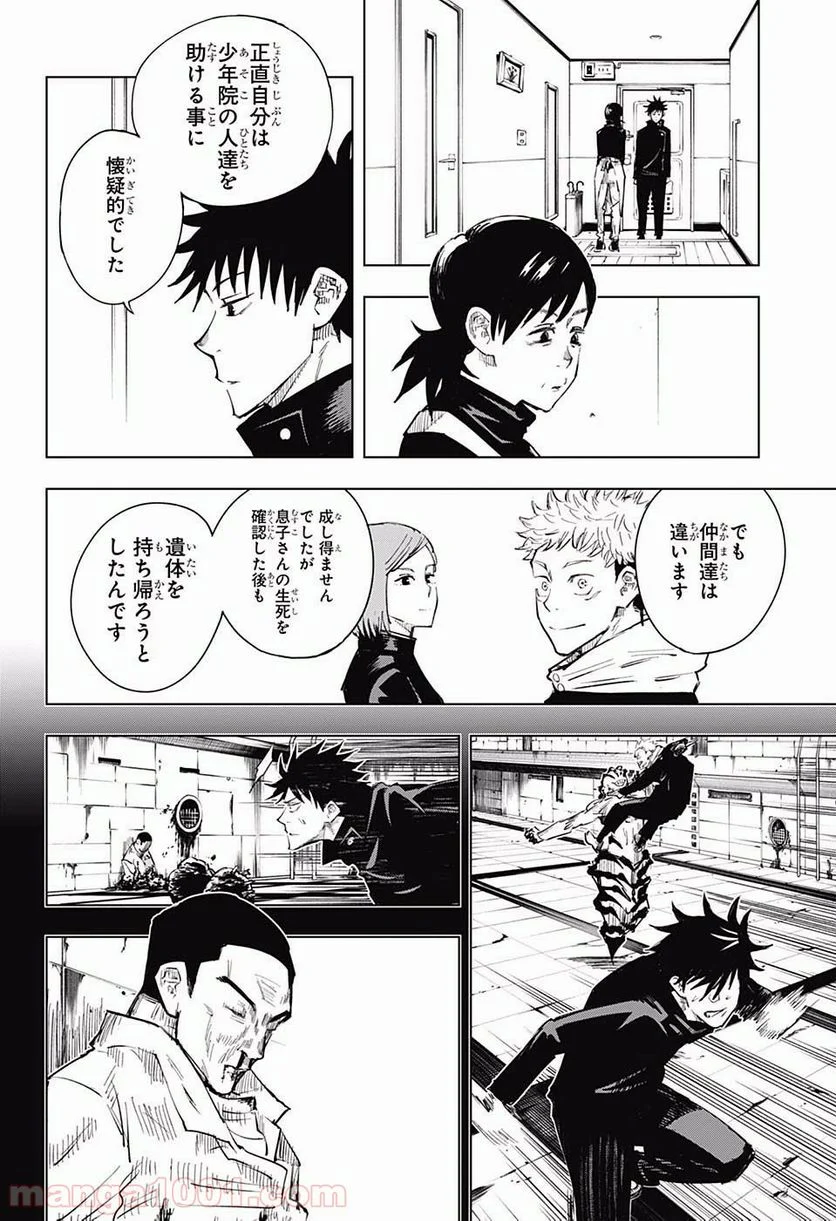 正直自分は
少年院の人達を
助ける事に
懐疑的でした
でも
仲間達は
違います
成し得ません
でしたが
息子さんの生死を
確認した後も
遺体を
持ち帰ろうと
したんです
manga1001.com